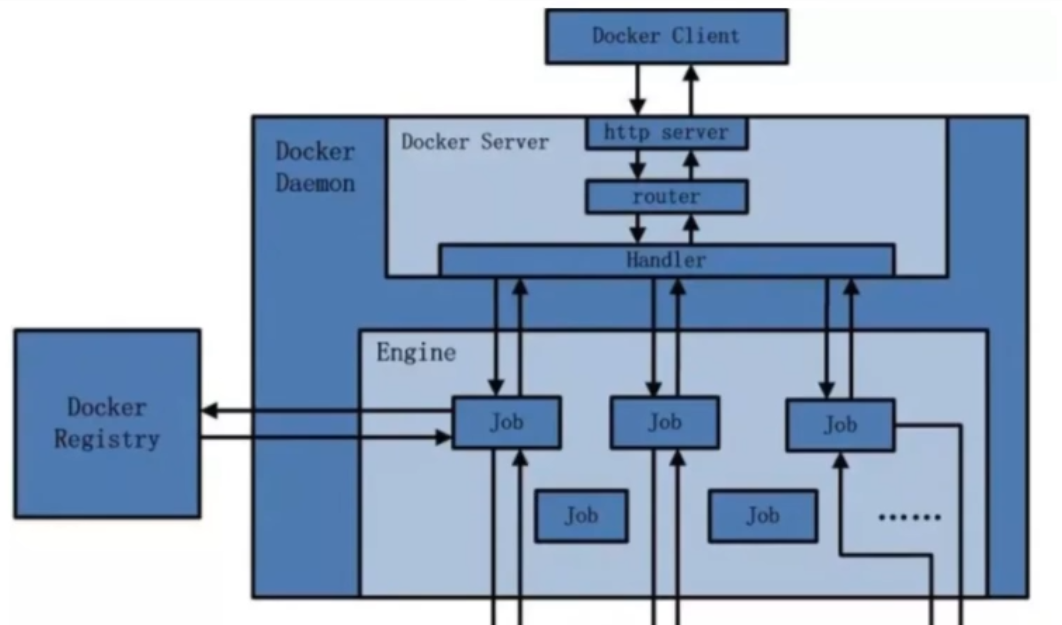 Docker Client
http server
Docker Server
Docker
Daemon
router
Handler
Engine
Docker
Registry
Job
Job
Job
Job
Job
......